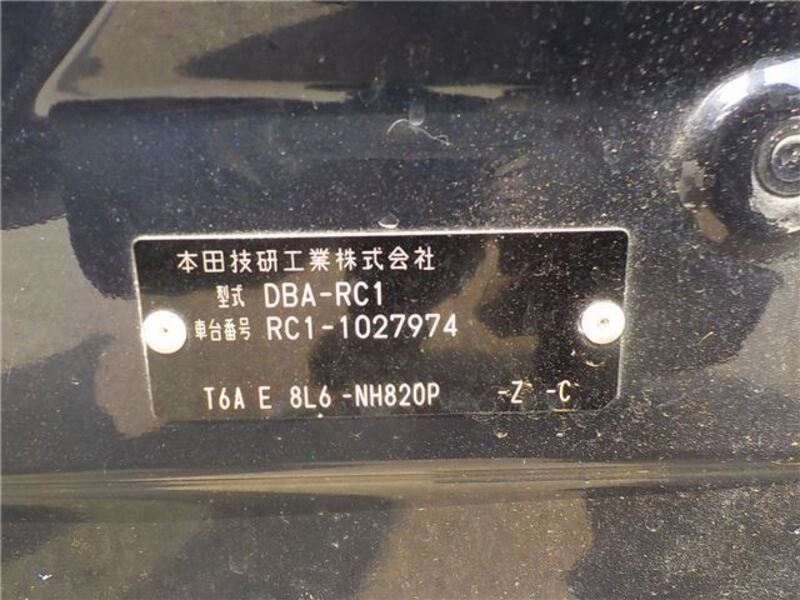 本田技研工業株式会社
型式 DBA-RC1
車台番号 RC1-1027974
T6A E 8L6 -NH820P -Z -C